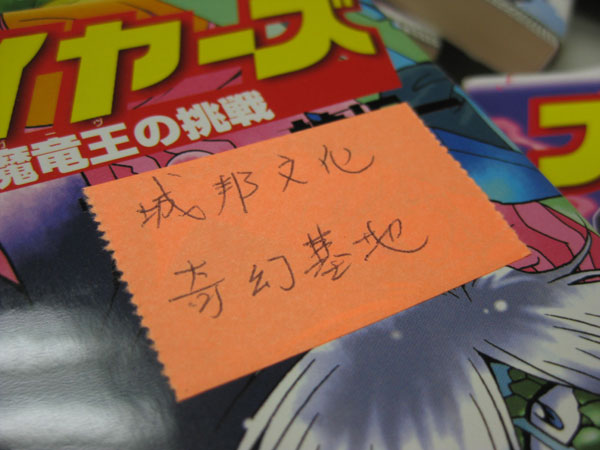 イヤーズ
魔竜王の挑戦
城邦文化
奇幻基地